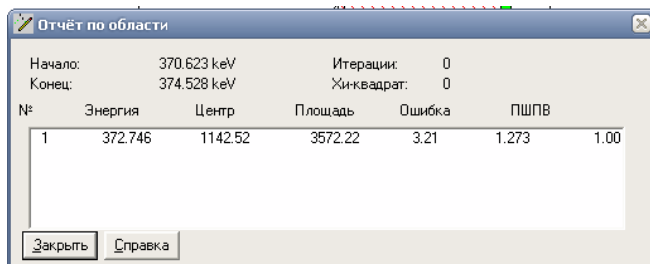 Отчёт по области
Начало: 370.623 keV Итерации: 0
Конец: 374.528 keV Хи-квадрат: 0
№ Энергия Центр Площадь Ошибка ПШПВ
1 372.746 1142.52 3572.22 3.21 1.273 1.00
Закрыть Справка